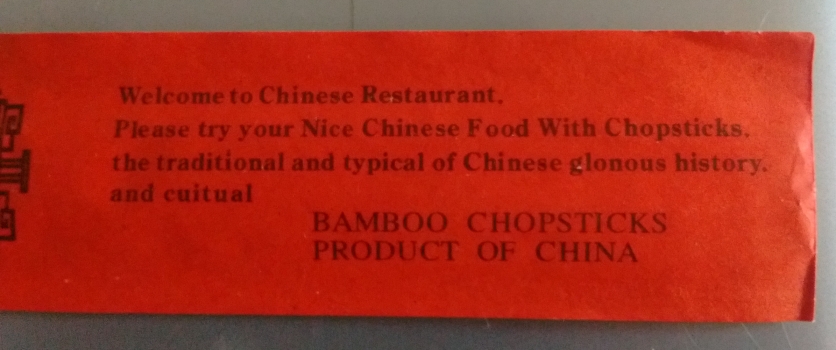 Welcome to Chinese Restaurant.
Please try your Nice Chinese Food With Chopsticks.
the traditional and typical of Chinese glonous history.
and cuitual
BAMBOO CHOPSTICKS
PRODUCT OF CHINA